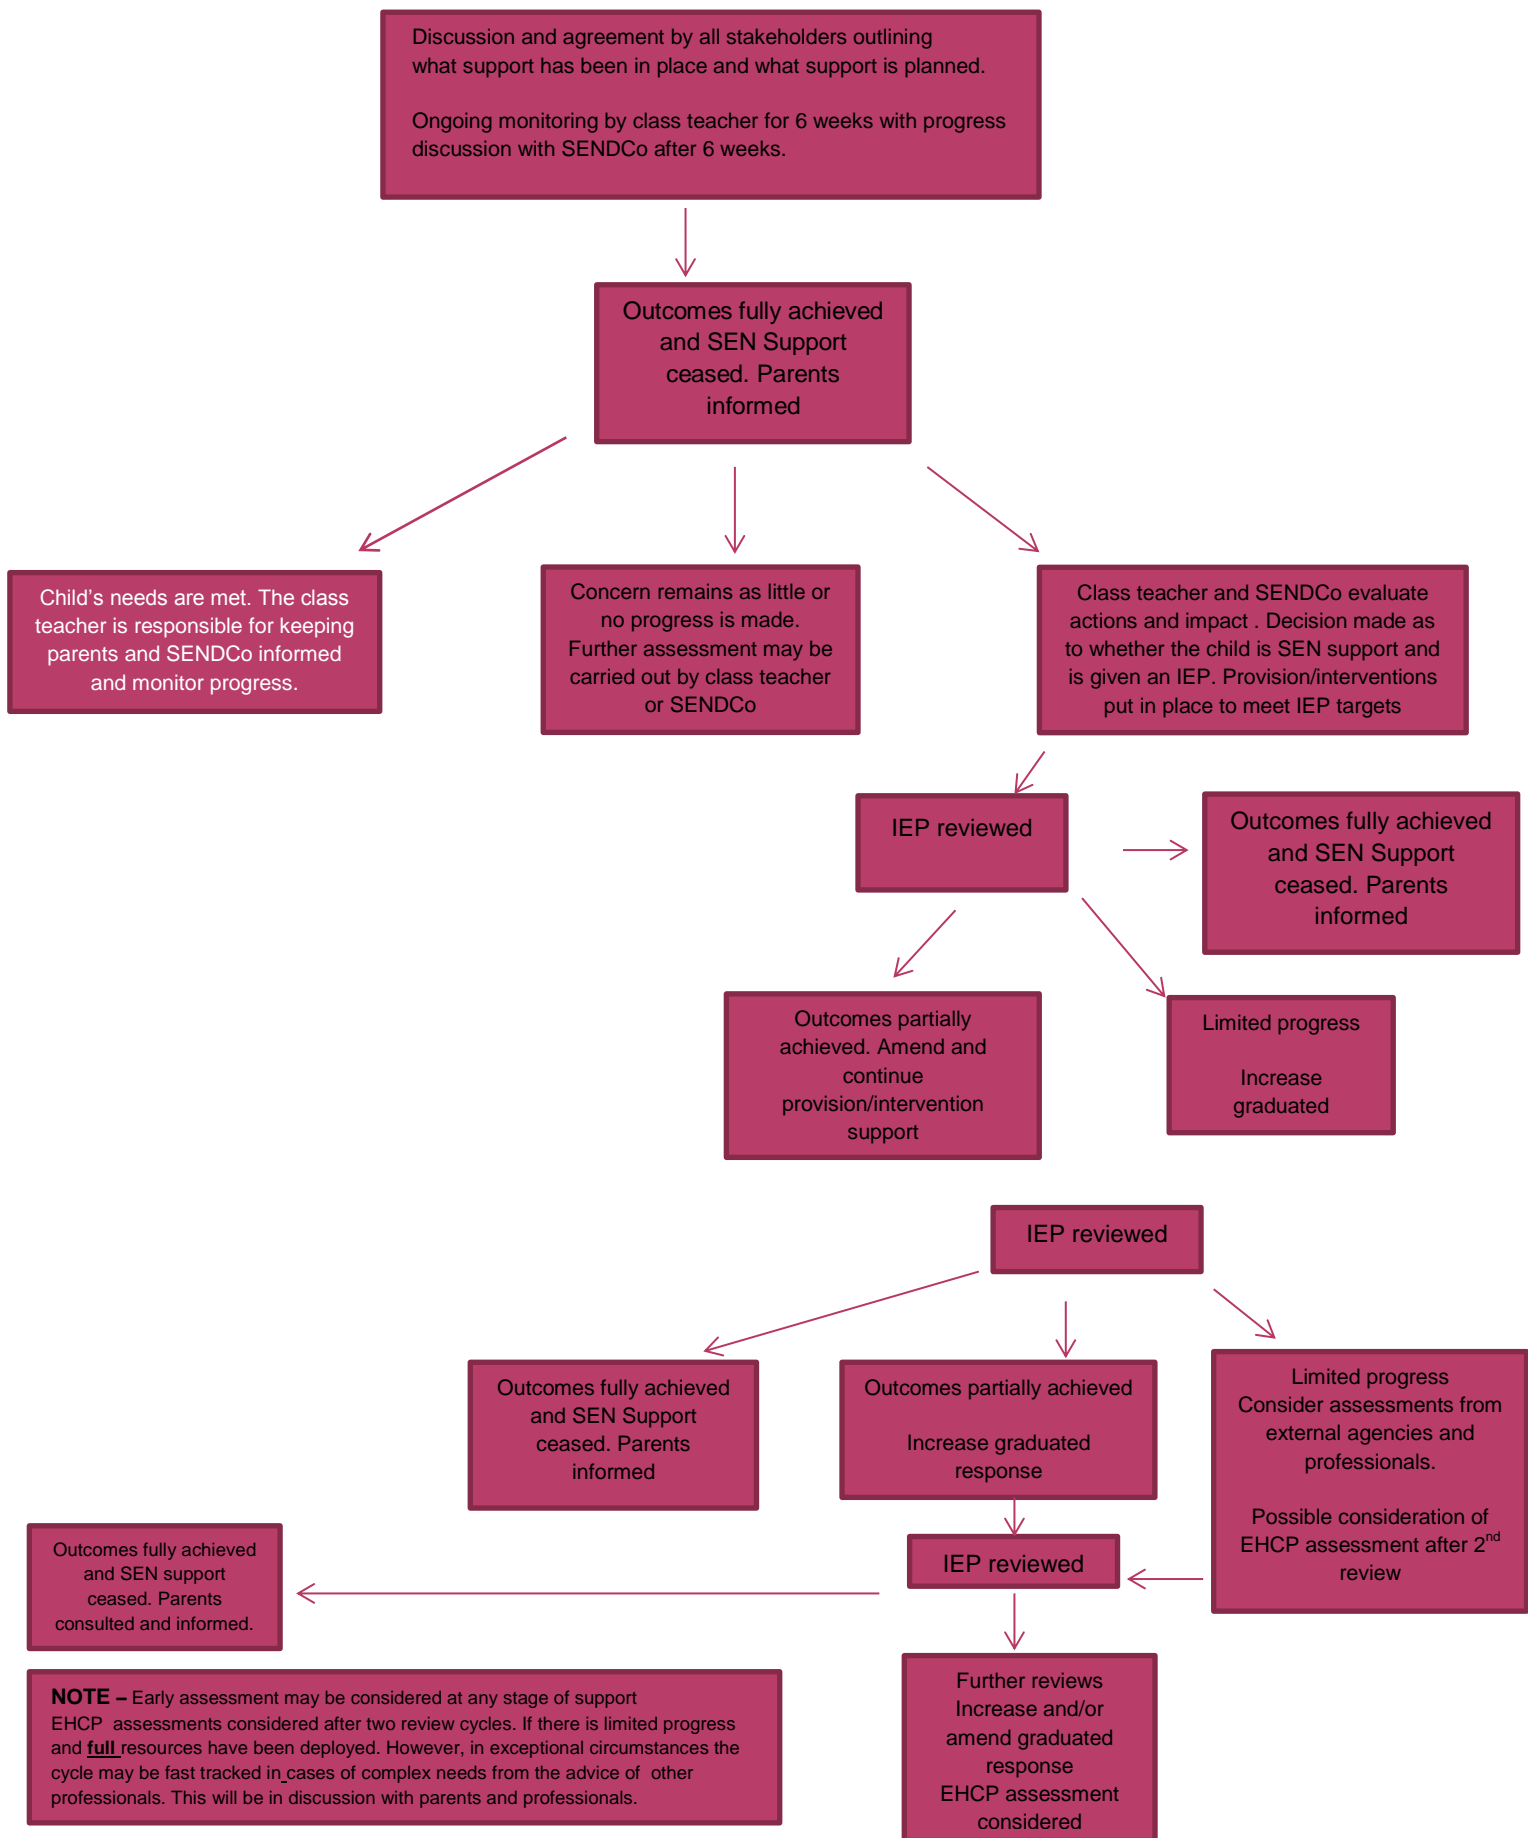 Discussion and agreement by all stakeholders outlining
what support has been in place and what support is planned.
Ongoing monitoring by class teacher for 6 weeks with progress
discussion with SENDCo after 6 weeks.
Outcomes fully achieved
and SEN Support
ceased. Parents
informed
Child's needs are met. The class
teacher is responsible for keeping
parents and SENDCo informed
and monitor progress.
Concern remains as little or
no progress is made.
Further assessment may be
carried out by class teacher
or SENDCo
Class teacher and SENDCo evaluate
actions and impact . Decision made as
to whether the child is SEN support and
is given an IEP. Provision/interventions
put in place to meet IEP targets
IEP reviewed
Outcomes fully achieved
and SEN Support
ceased. Parents
informed
Outcomes partially
achieved. Amend and
continue
provision/intervention
support
Limited progress
Increase
graduated
IEP reviewed
Outcomes fully achieved
and SEN Support
ceased. Parents
informed
Outcomes partially achieved
Increase graduated
response
Limited progress
Consider assessments from
external agencies and
professionals.
Possible consideration of
EHCP assessment after 2nd
review
IEP reviewed
Outcomes fully achieved
and SEN support
ceased. Parents
consulted and informed.
Further reviews
Increase and/or
amend graduated
response
EHCP assessment
considered
NOTE – Early assessment may be considered at any stage of support
EHCP  assessments considered after two review cycles. If there is limited progress
and full resources have been deployed. However, in exceptional circumstances the
cycle may be fast tracked in cases of complex needs from the advice of  other
professionals. This will be in discussion with parents and professionals.